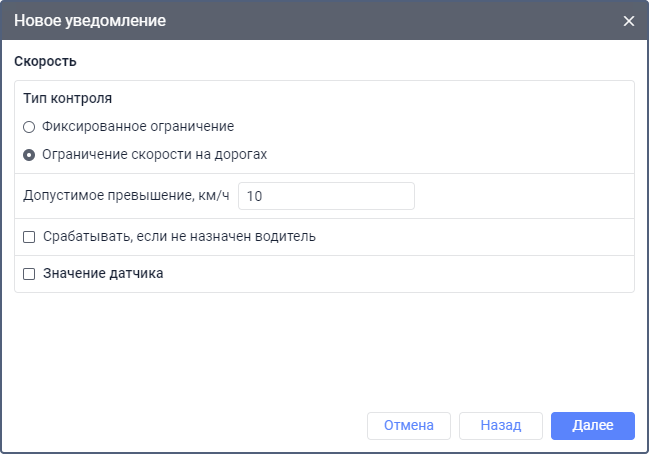 Новое уведомление
Скорость
Тип контроля
Фиксированное ограничение
Ограничение скорости на дорогах
Допустимое превышение, км/ч 10
Срабатывать, если не назначен водитель
Значение датчика
Отмена Назад Далее